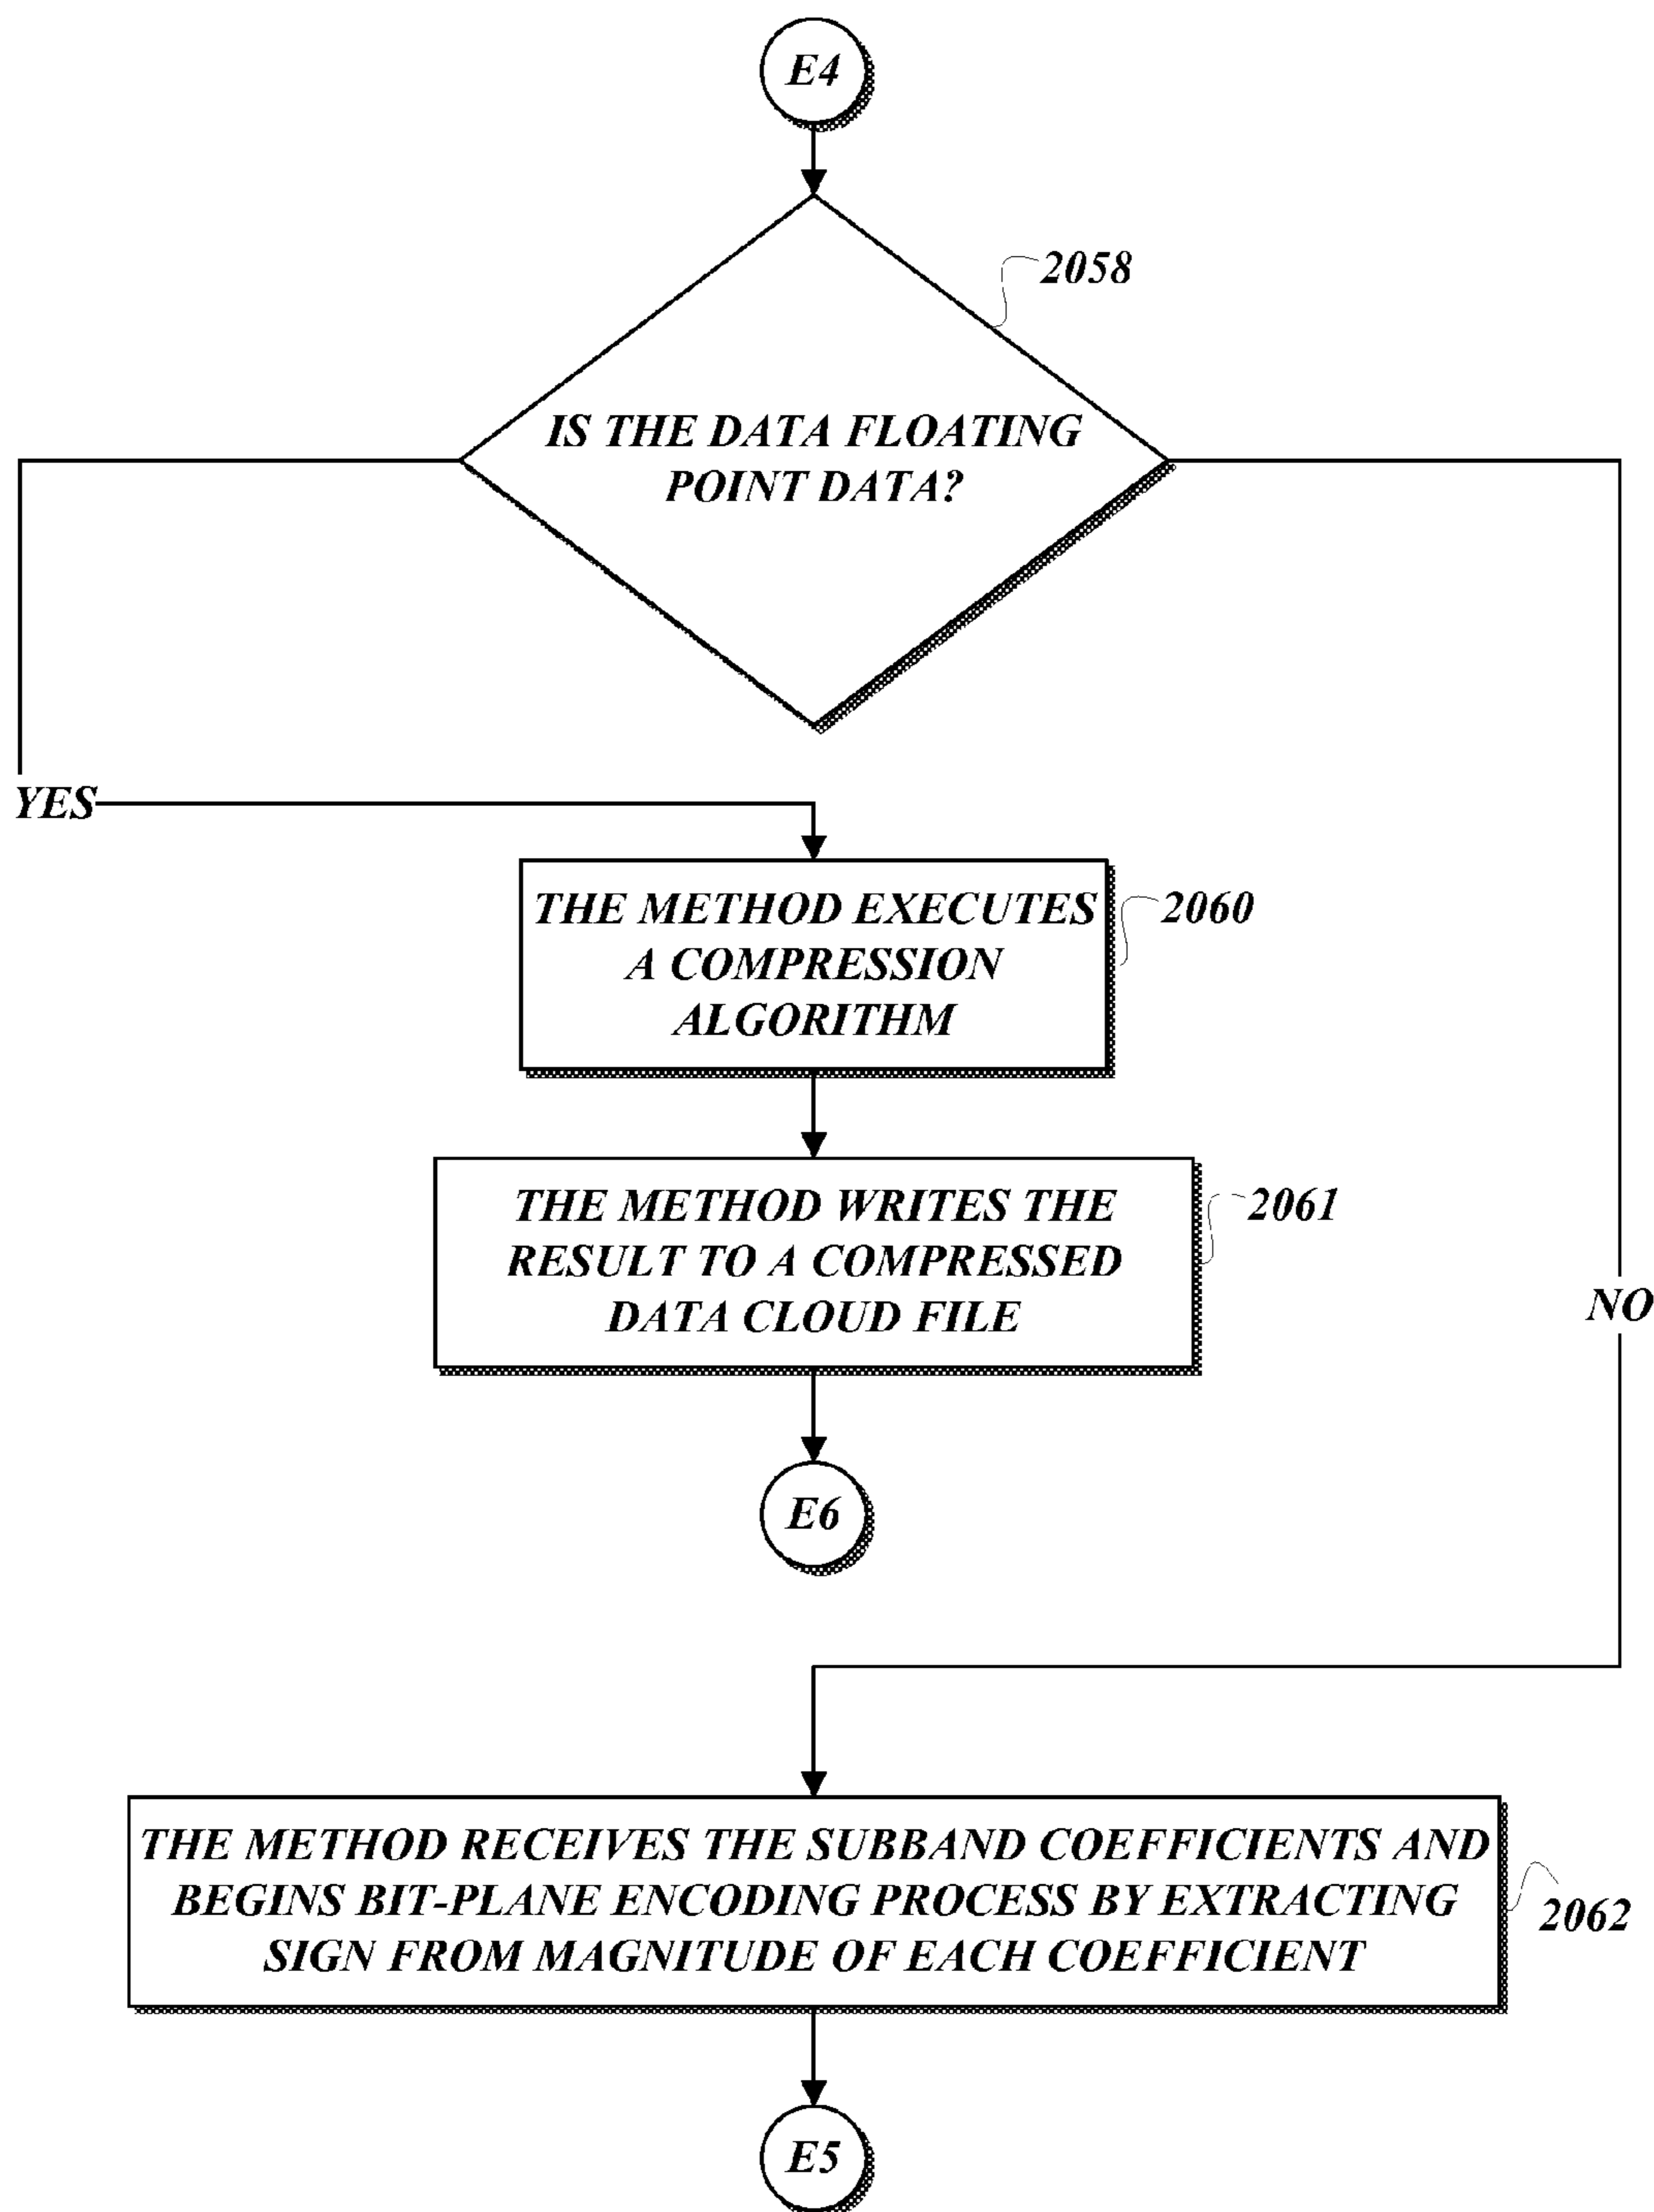 E4
2058
IS THE DATA FLOATING
POINT DATA?
YES
THE METHOD EXECUTES
A COMPRESSION
ALGORITHM
2060
THE METHOD WRITES THE
RESULT TO A COMPRESSED
DATA CLOUD FILE
2061
NO
E6
THE METHOD RECEIVES THE SUBBAND COEFFICIENTS AND
BEGINS BIT-PLANE ENCODING PROCESS BY EXTRACTING
SIGN FROM MAGNITUDE OF EACH COEFFICIENT
2062
E5